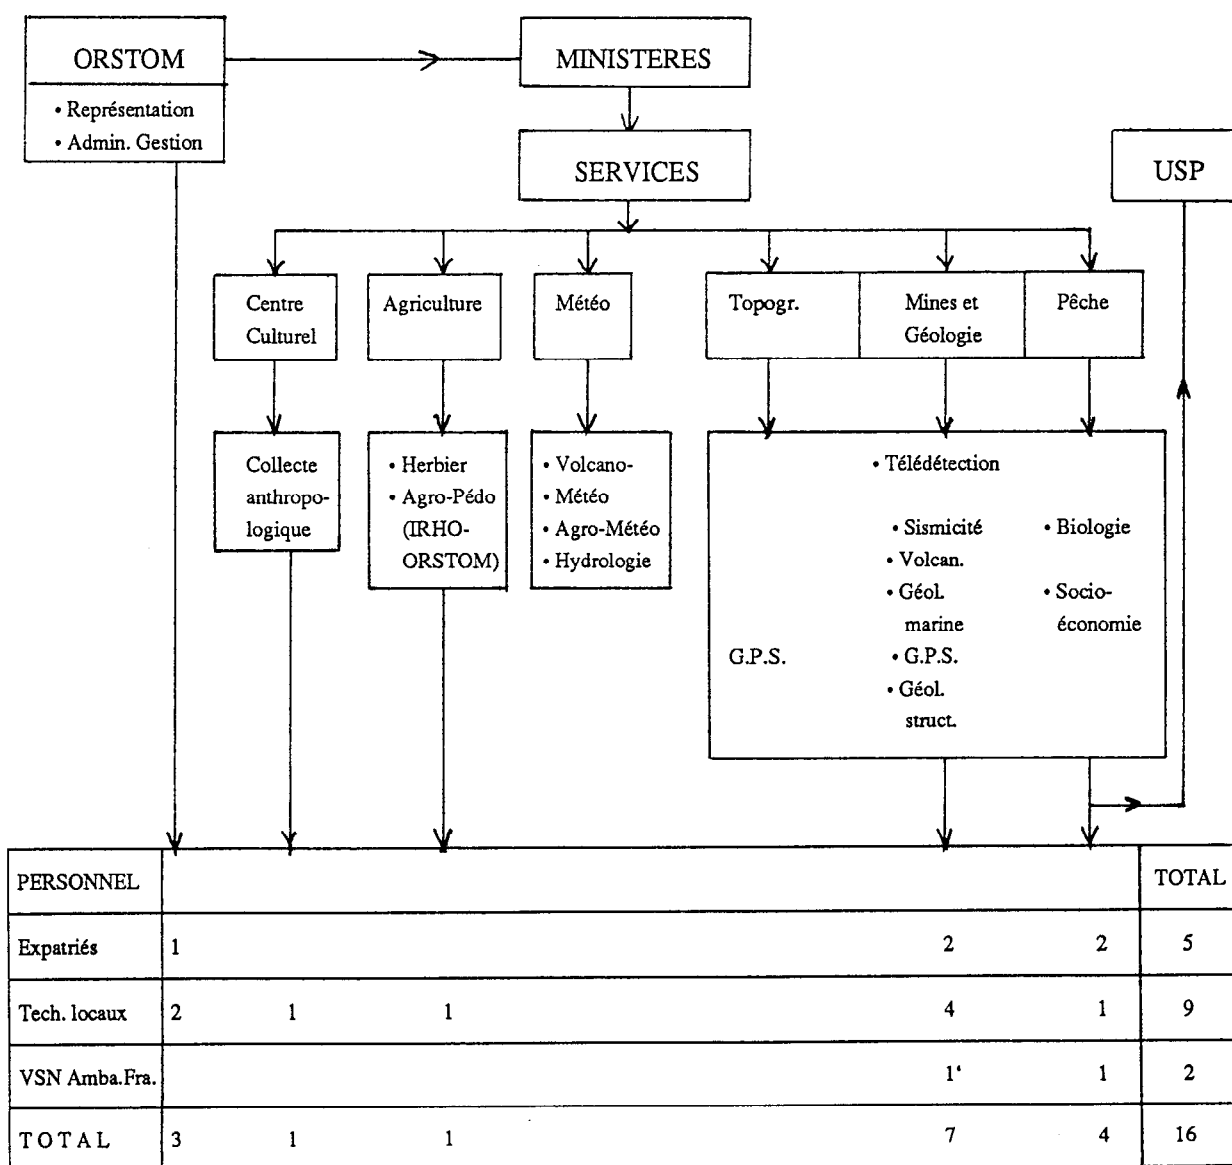 ORSTOM
• Représentation
• Admin. Gestion
MINISTERES
SERVICES
USP
Centre
Culturel
Agriculture
Météo
Topogr.
Mines et
Géologie
Pêche
Collecte
anthropo-
logique
• Herbier
• Agro-Pédo
(IRHO-
ORSTOM)
• Volcano-
• Météo
• Agro-Météo
• Hydrologie
• Télédétection
G.P.S.
• Sismicité
• Volcan.
• Géol.
marine
• G.P.S.
• Géol.
struct.
• Biologie
• Socio-
économie
PERSONNEL TOTAL
Expatriés 1 2 2 5
Tech. locaux 2 1 1 4 1 9
VSN Amba.Fra. 1 1 2
TOTAL 3 1 1 7 4 16